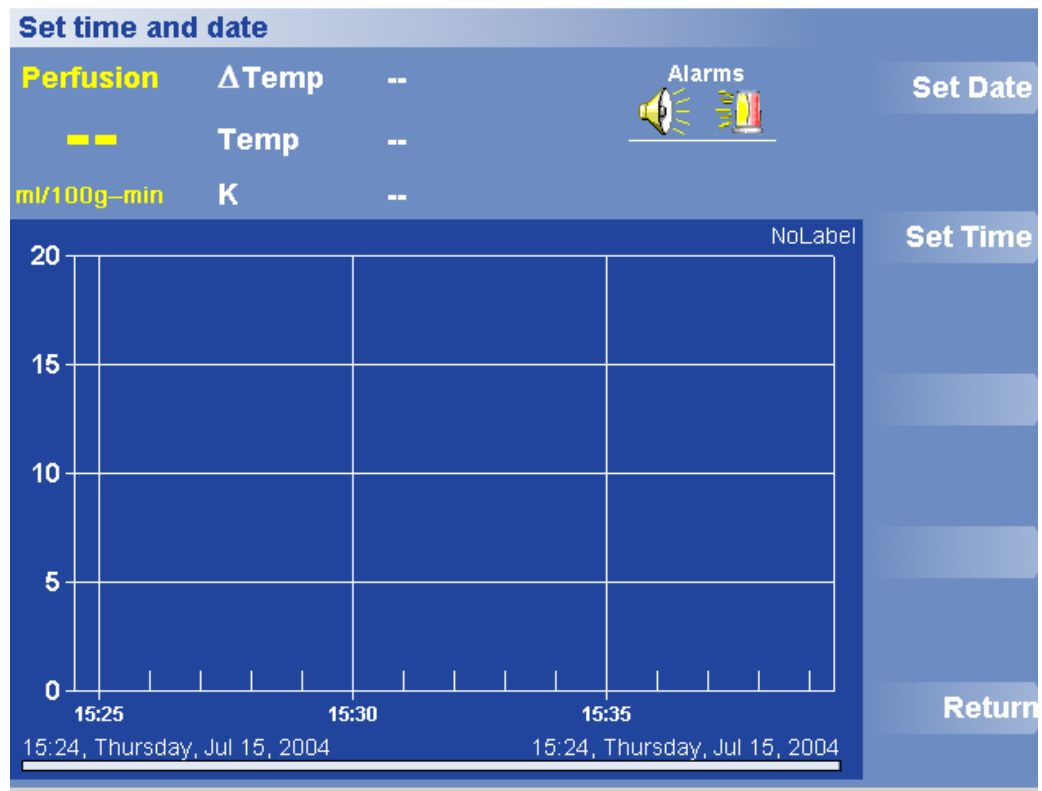 Set time and date
Perfusion ΔTemp --
-- Temp --
ml/100g–min K --
Alarms
Set Date
NoLabel
Set Time
20
15
10
5
0
15:25 15:30 15:35
15:24, Thursday, Jul 15, 2004 15:24, Thursday, Jul 15, 2004
Return